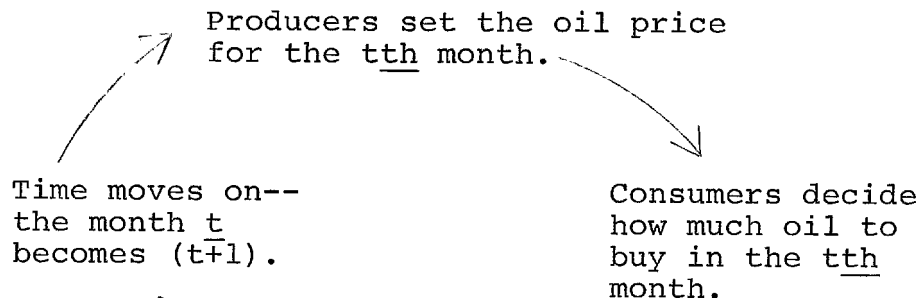 Producers set the oil price
for the tth month.
Time moves on--
the month t
becomes (t+1).
Consumers decide
how much oil to
buy in the tth
month.